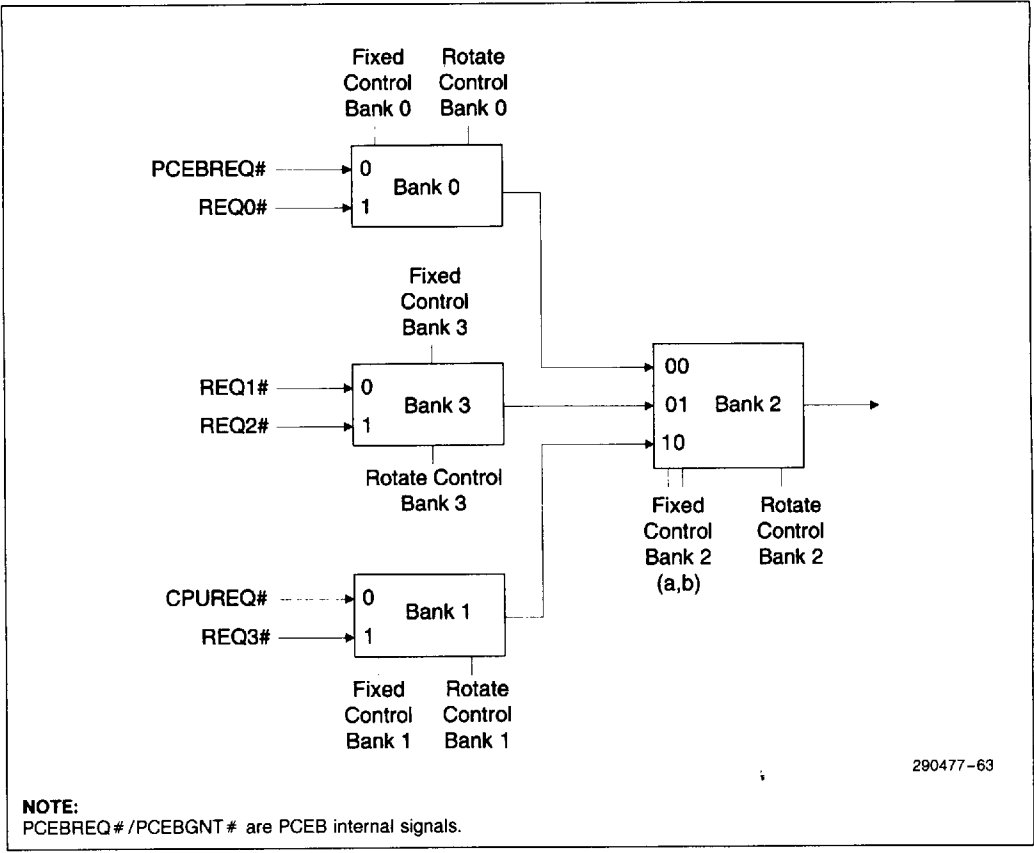 Fixed
Control
Bank 0
Rotate
Control
Bank 0
PCEBREQ#
0
REQ0#
1
Bank 0
Fixed
Control
Bank 3
REQ1#
0
REQ2#
1
Bank 3
Rotate Control
Bank 3
CPUREQ#
0
REQ3#
1
Bank 1
Fixed
Control
Bank 1
Rotate
Control
Bank 1
00
01
10
Bank 2
Fixed
Control
Bank 2
(a,b)
Rotate
Control
Bank 2
290477-63
NOTE:
PCEBREQ#/PCEBGNT# are PCEB internal signals.